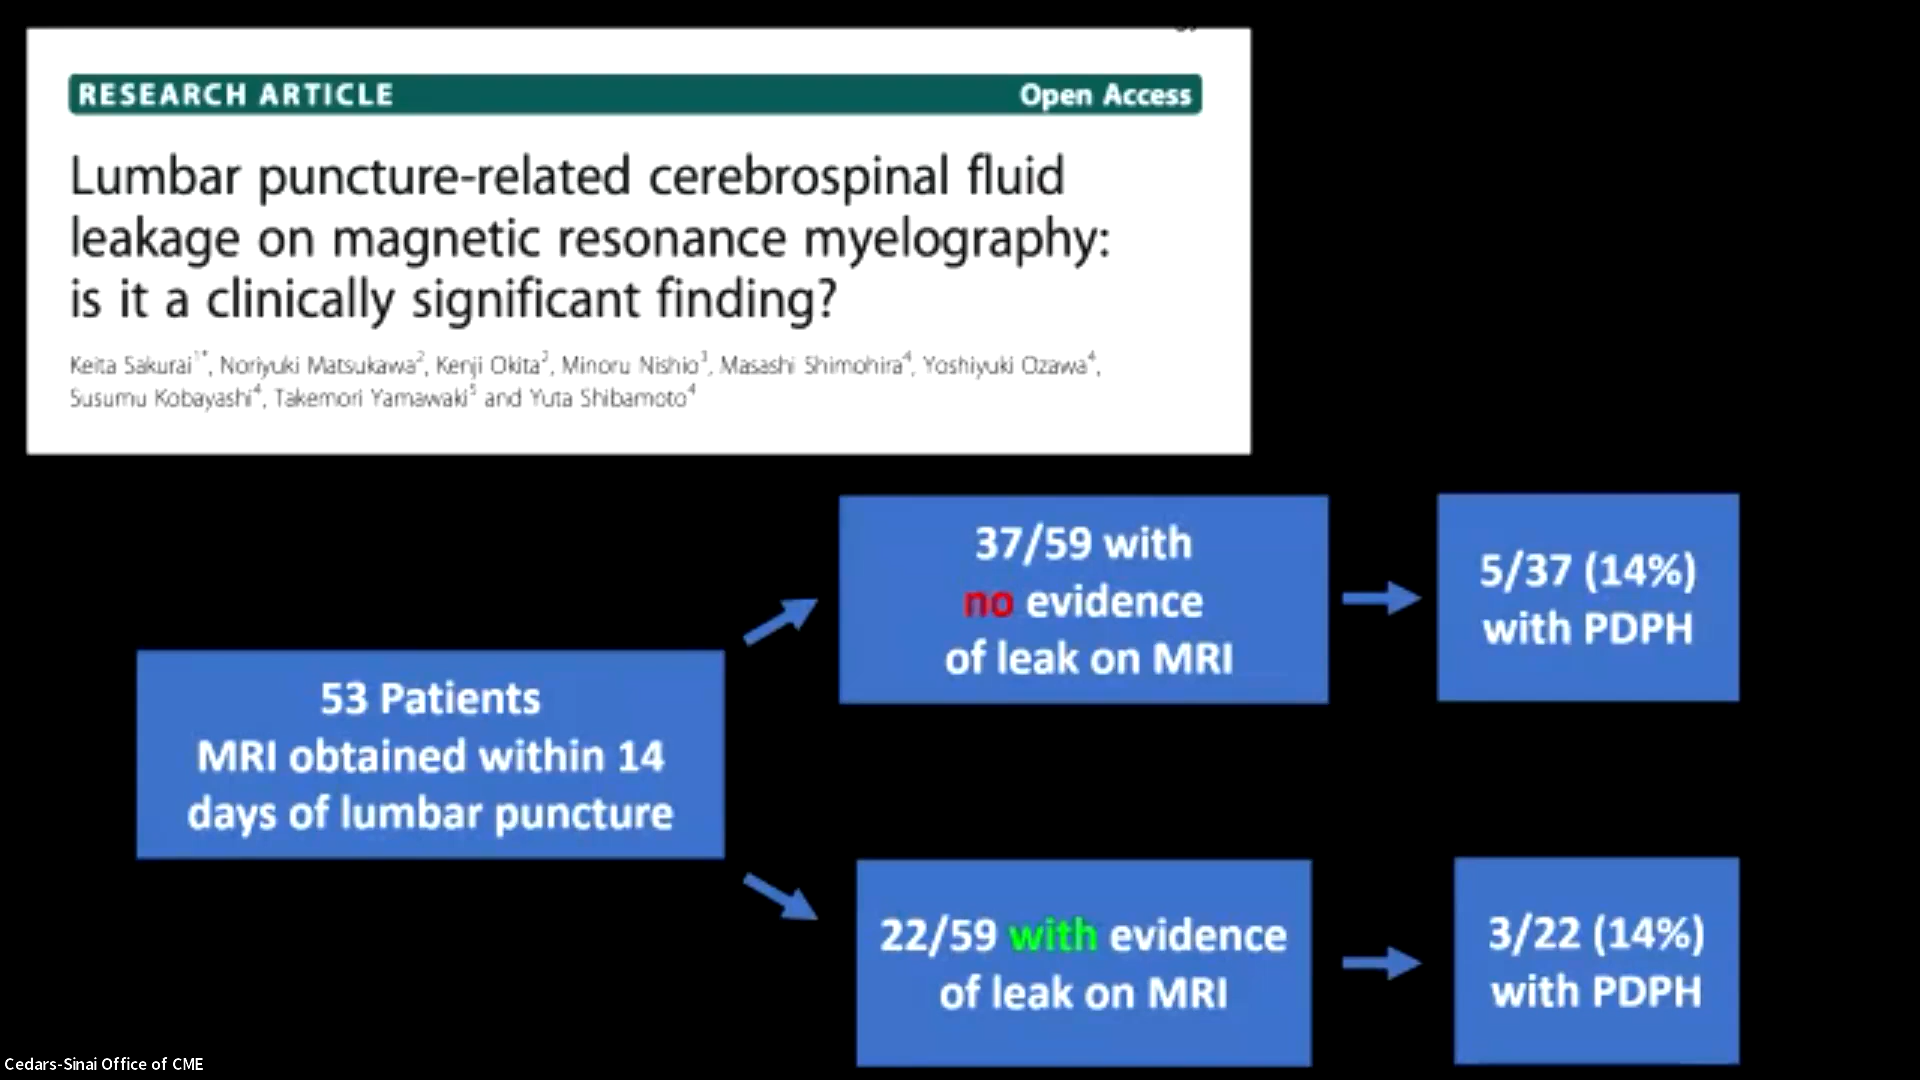 RESEARCH ARTICLE Open Access
Lumbar puncture-related cerebrospinal fluid
leakage on magnetic resonance myelography:
is it a clinically significant finding?
Keita Sakurai1*, Noriyuki Matsukawa2, Kenji Okita2, Minoru Nishio3, Masashi Shimohira4, Yoshiyuki Ozawa4,
Susumu Kobayashi4, Takemori Yamawaki5 and Yuta Shibamoto4
53 Patients
MRI obtained within 14
days of lumbar puncture
37/59 with
no evidence
of leak on MRI
5/37 (14%)
with PDPH
22/59 with evidence
of leak on MRI
3/22 (14%)
with PDPH
Cedars-Sinai Office of CME